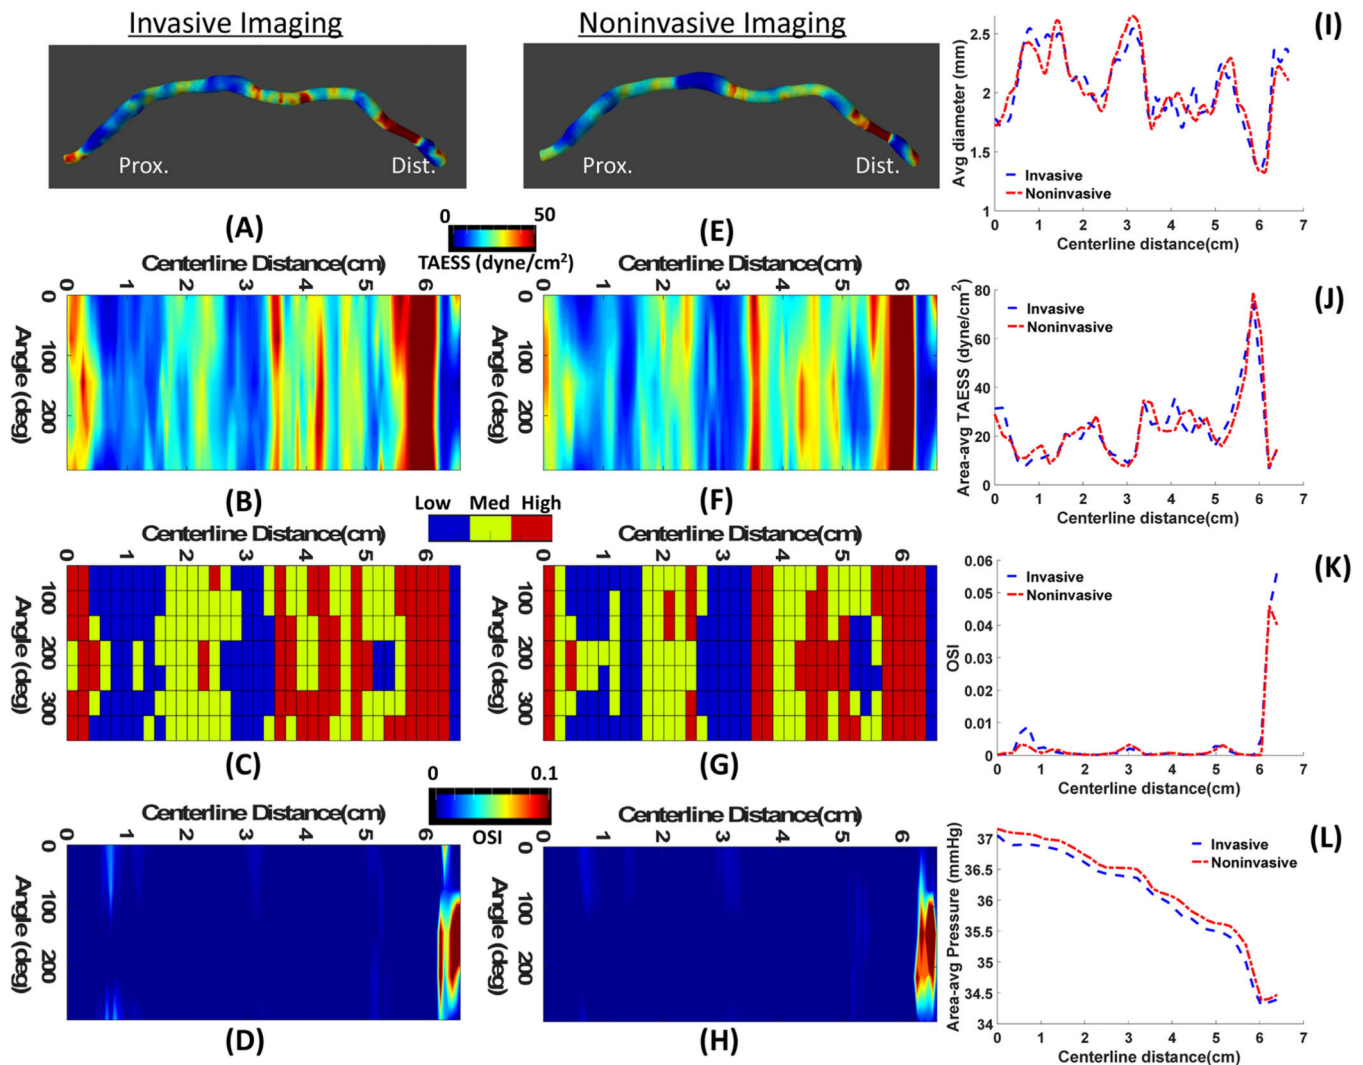 Invasive Imaging
Noninvasive Imaging
Prox.
Dist.
Prox.
Dist.
(A)
0
50
TAESS (dyne/cm²)
(E)
Centerline Distance(cm)
0 1 2 3 4 5 6
Angle (deg)
0
100
200
(B)
Centerline Distance(cm)
0 1 2 3 4 5 6
Angle (deg)
0
100
200
(F)
Low Med High
Centerline Distance(cm)
0 1 2 3 4 5 6
Angle (deg)
100
200
300
(C)
Centerline Distance(cm)
0 1 2 3 4 5 6
Angle (deg)
100
200
300
(G)
0
0.1
OSI
Centerline Distance(cm)
0 1 2 3 4 5 6
Angle (deg)
0
100
200
(D)
Centerline Distance(cm)
0 1 2 3 4 5 6
Angle (deg)
0
100
200
(H)
(I)
Avg diameter (mm)
2.5
2
1.5
1
Invasive
Noninvasive
0 1 2 3 4 5 6 7
Centerline distance(cm)
(J)
Area-avg TAESS (dyne/cm²)
80
60
40
20
0
Invasive
Noninvasive
0 1 2 3 4 5 6 7
Centerline distance(cm)
(K)
OSI
0.06
0.05
0.04
0.03
0.02
0.01
0
Invasive
Noninvasive
0 1 2 3 4 5 6 7
Centerline distance(cm)
(L)
Area-avg Pressure (mmHg)
37
36.5
36
35.5
35
34.5
34
Invasive
Noninvasive
0 1 2 3 4 5 6 7
Centerline distance(cm)